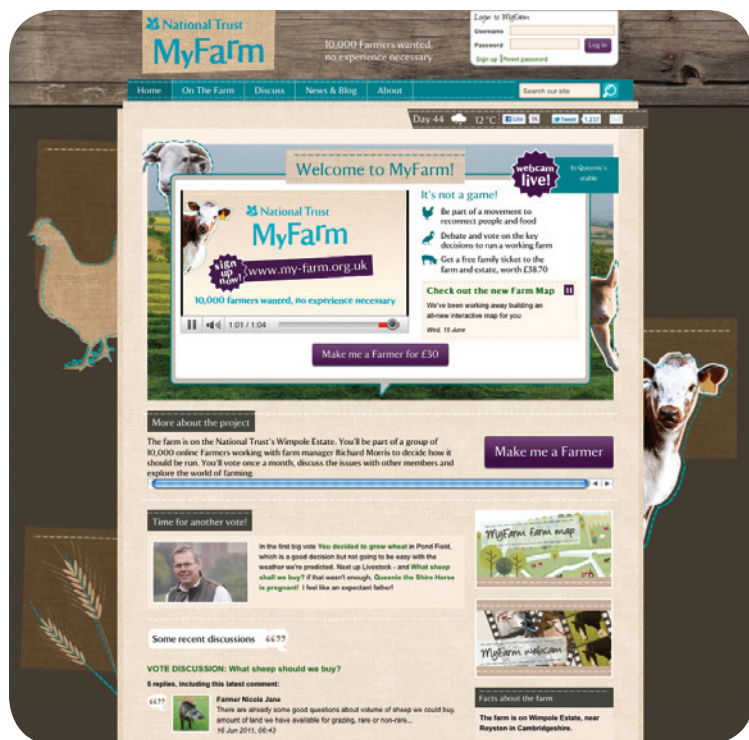 National Trust
MyFarm
10,000 Farmers wanted,
no experience necessary
Login to MyFarm
Username
Password
Log in
Sign up | Reset password
Home
On The Farm
Discuss
News & Blog
About
Search our site
Day 44
12 °C
Like
1K
Tweet
1,237
Welcome to MyFarm!
webcam
live!
In Queenie's
stable
National Trust
MyFarm
sign
up
now!
www.my-farm.org.uk
10,000 farmers wanted, no experience necessary
1:01 / 1:04
It's not a game!
Be part of a movement to
reconnect people and food
Debate and vote on the key
decisions to run a working farm
Get a free family ticket to the
farm and estate, worth £38.70
Check out the new Farm Map
We've been working away building an
all-new interactive map for you
Wed, 15 June
Make me a Farmer for £30
More about the project
The farm is on the National Trust's Wimpole Estate. You'll be part of a group of
10,000 online Farmers working with farm manager Richard Morris to decide how it
should be run. You'll vote once a month, discuss the issues with other members and
explore the world of farming.
Make me a Farmer
Time for another vote!
In the first big vote You decided to grow wheat in Pond Field,
which is a good decision but not going to be easy with the
weather we're predicted. Next up Livestock - and What sheep
shall we buy? if that wasn't enough, Queenie the Shire Horse
is pregnant! I feel like an expectant father!
MyFarm farm map
MyFarm webcam
Some recent discussions
VOTE DISCUSSION: What sheep should we buy?
5 replies, including this latest comment:
Farmer Nicola Jane
There are already some good questions about volume of sheep we could buy,
amount of land we have available for grazing, rare or non-rare...
16 Jun 2011, 06:43
Facts about the farm
The farm is on Wimpole Estate, near
Royston in Cambridgeshire.